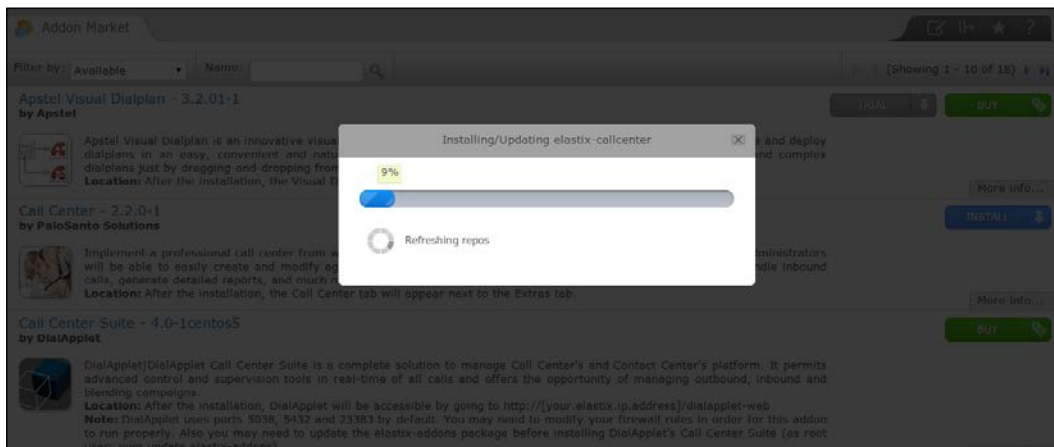 Addon Market
Filter by: Available Name: (Showing 1 - 10 of 18)
Apstel Visual Dialplan - 3.2.01-1
by Apstel
TRIAL BUY
Apstel Visual Dialplan is an innovative visua
and deploy
dialplans in an easy, convenient and natu
nd complex
dialplans just by dragging-and-dropping from
Location: After the installation, the Visual D
More info...
Installing/Updating elastix-callcenter
9%
Refreshing repos
Call Center - 2.2.0-1
by PaloSanto Solutions
INSTALL
Implement a professional call center from w
dministrators
will be able to easily create and modify ag
ndle inbound
calls, generate detailed reports, and much m
Location: After the installation, the Call Center tab will appear next to the Extras tab.
More info...
Call Center Suite - 4.0-1centos5
by DialApplet
BUY
DialApplet|DialApplet Call Center Suite is a complete solution to manage Call Center's and Contact Center's platform. It permits
advanced control and supervision tools in real-time of all calls and offers the opportunity of managing outbound, inbound and
blending campaigns.
Location: After the installation, DialApplet will be accessible by going to http://[your.elastix.ip.address]/dialapplet-web
Note: DialApplet uses ports 5038, 5432 and 23383 by default. You may need to modify your firewall rules in order for this addon
to run properly. Also you may need to update the elastix-addons package before installing DialApplet's Call Center Suite (as root
user: yum update elastix-addons)